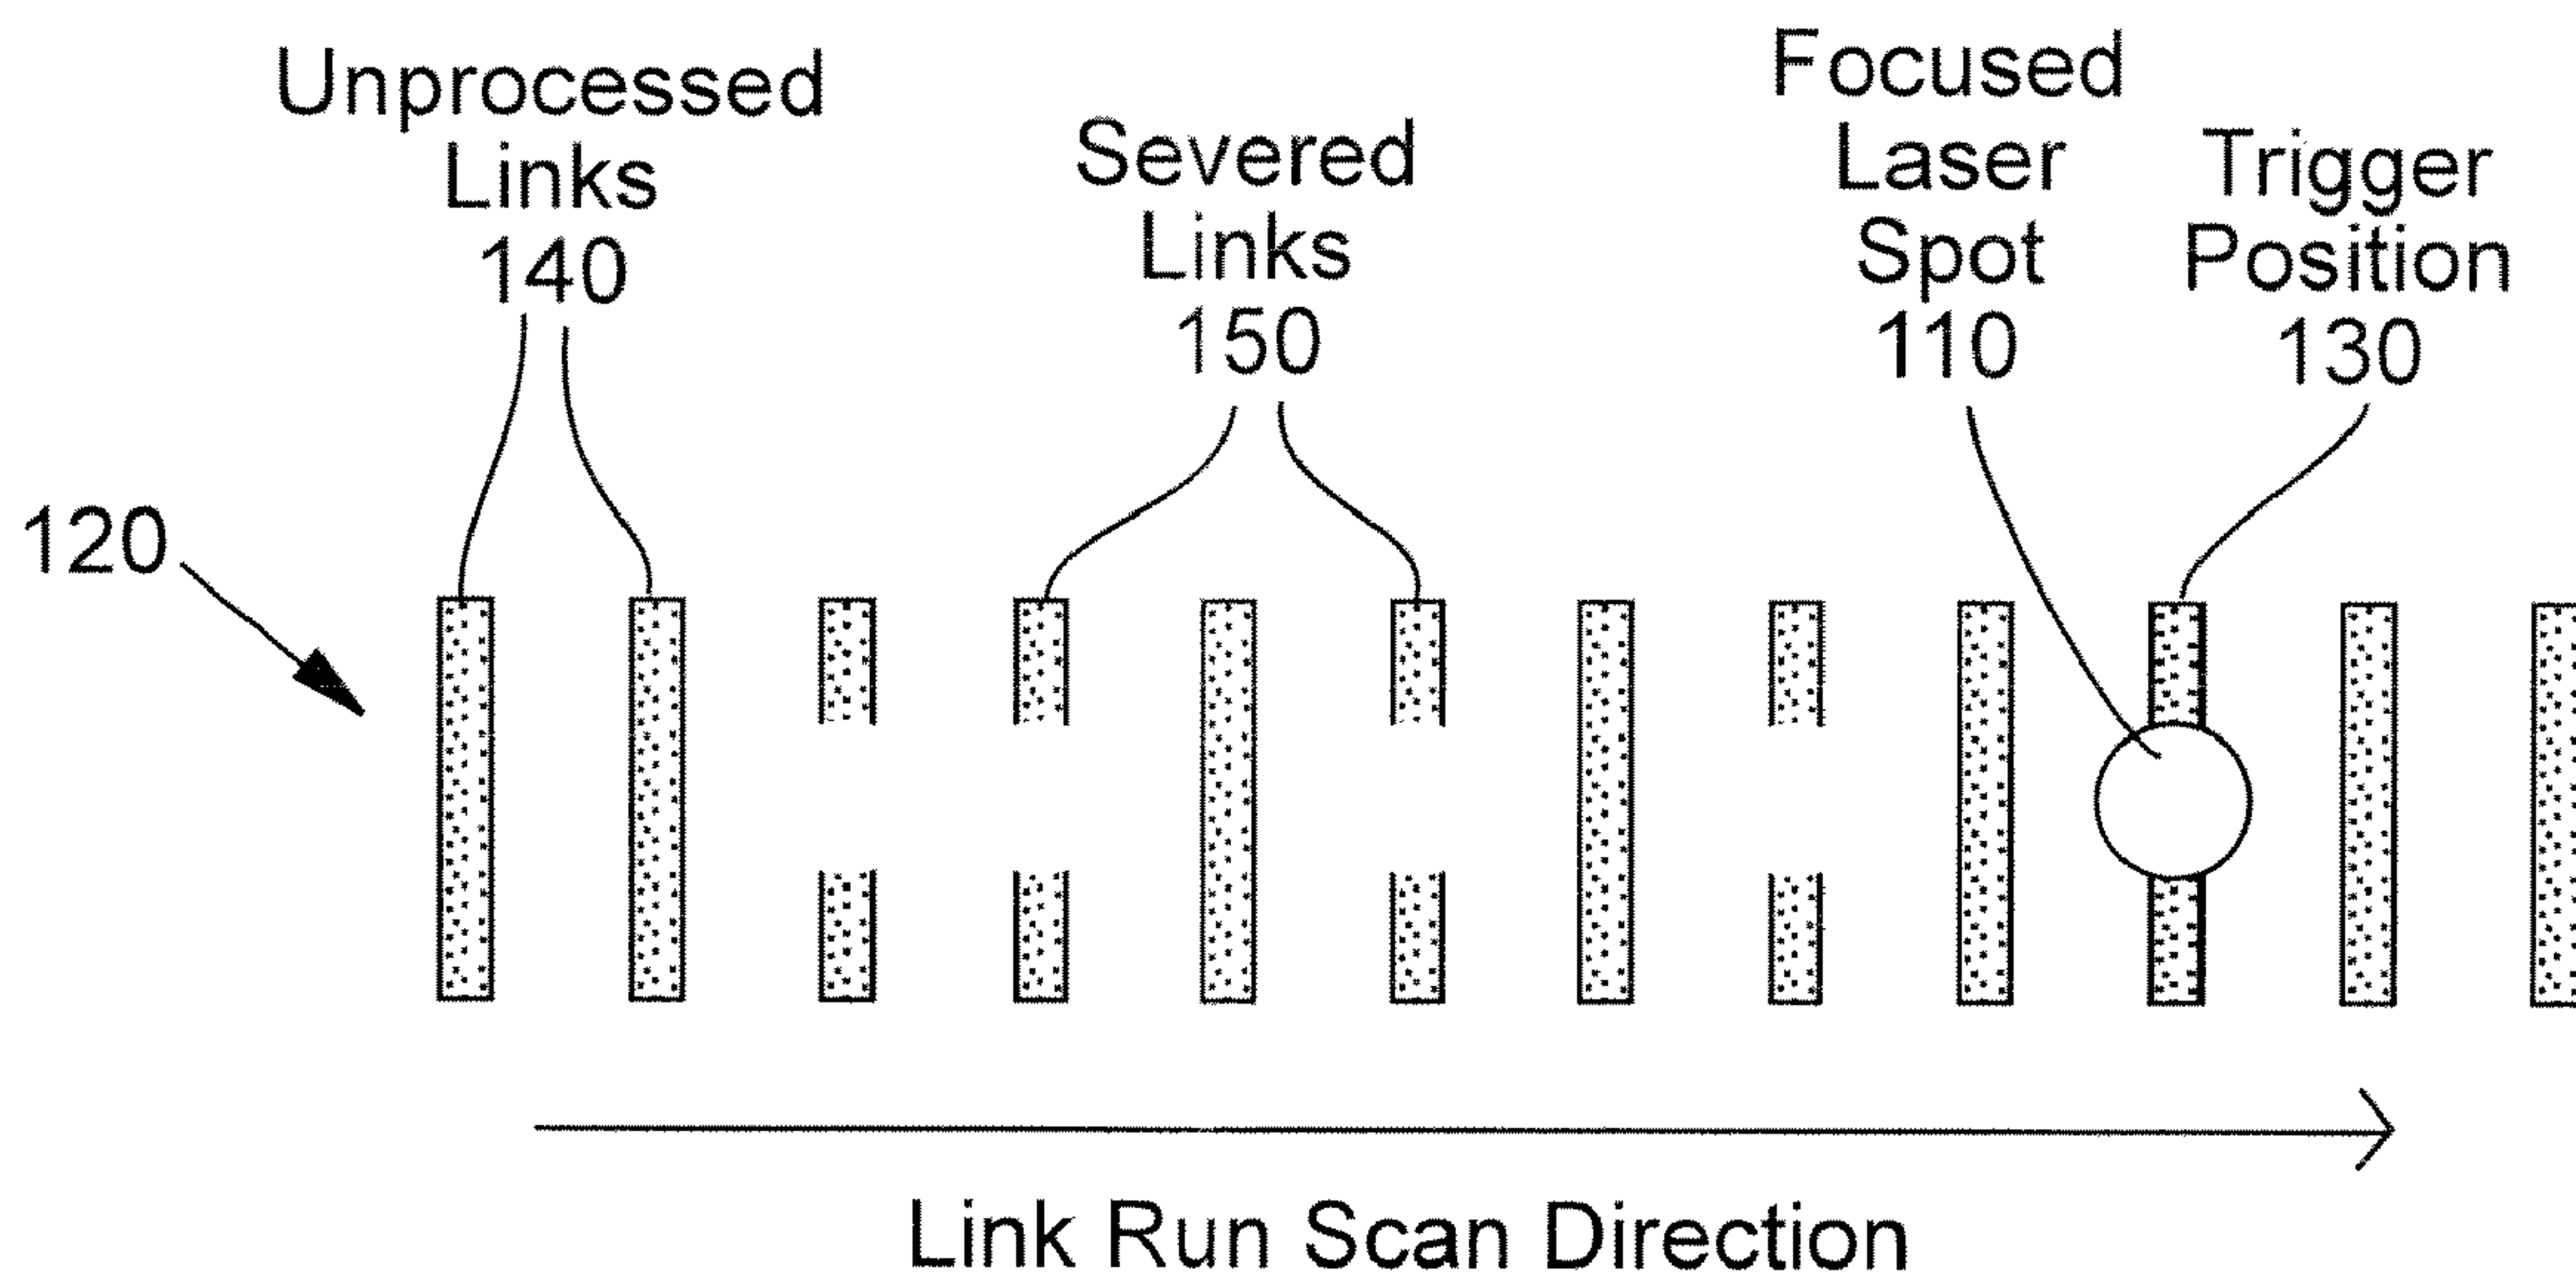 Unprocessed
Links
140
Severed
Links
150
Focused
Laser
Spot
110
Trigger
Position
130
120
Link Run Scan Direction